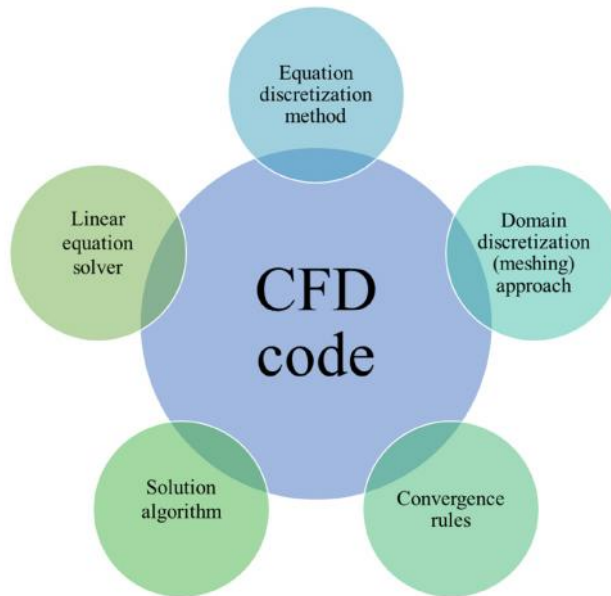 Equation
discretization
method
Linear
equation
solver
Domain
discretization
(meshing)
approach
CFD
code
Solution
algorithm
Convergence
rules